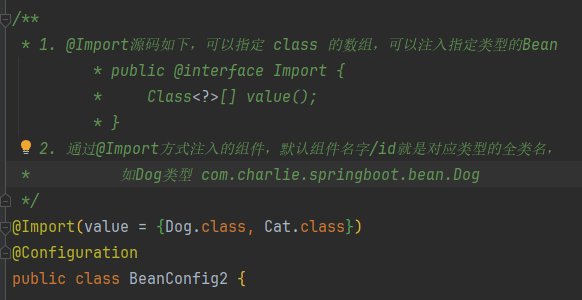 /**
 * 1. @Import源码如下，可以指定 class 的数组，可以注入指定类型的Bean
 * public @interface Import {
 *     Class<?>[] value();
 * }
 * 2. 通过@Import方式注入的组件，默认组件名字/id就是对应类型的全类名，
 *         如Dog类型 com.charlie.springboot.bean.Dog
 */
@Import(value = {Dog.class, Cat.class})
@Configuration
public class BeanConfig2 {